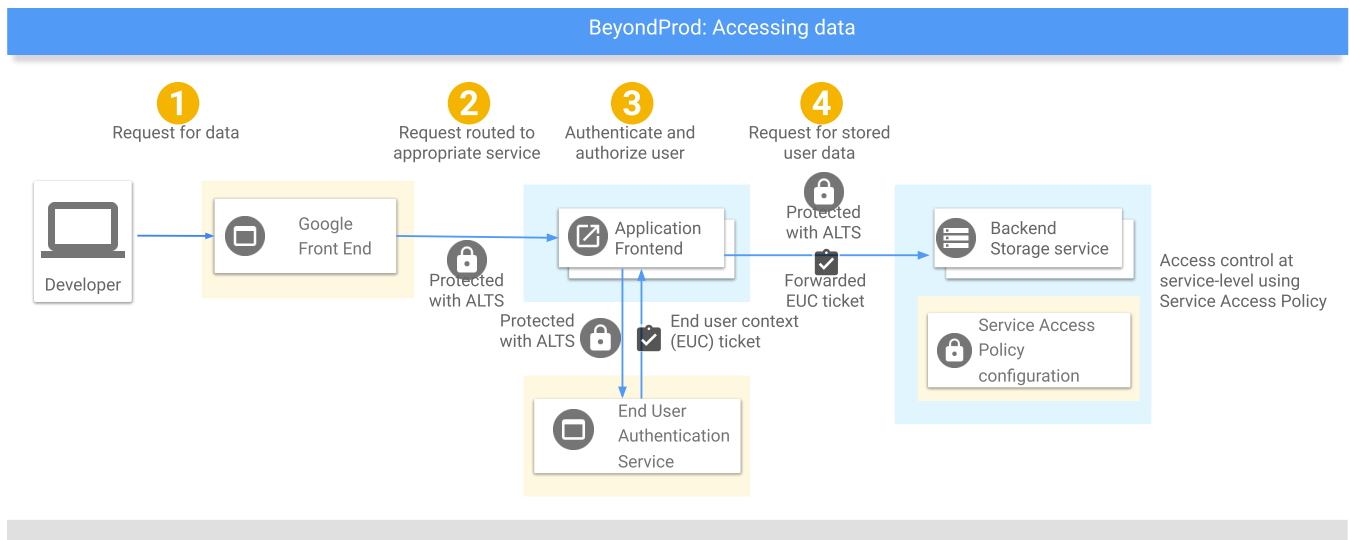 BeyondProd: Accessing data
1
Request for data
2
Request routed to
appropriate service
3
Authenticate and
authorize user
4
Request for stored
user data
Developer
Google
Front End
Protected
with ALTS
Application
Frontend
Protected
with ALTS
Forwarded
EUC ticket
Backend
Storage service
Access control at
service-level using
Service Access Policy
Protected
with ALTS
End user context
(EUC) ticket
Service Access
Policy
configuration
End User
Authentication
Service